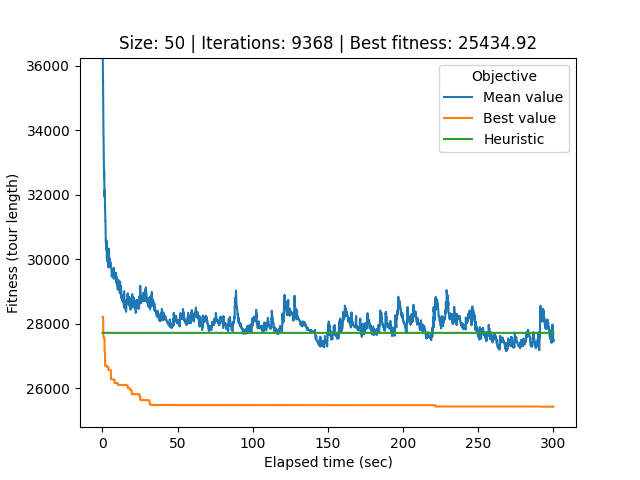 Size: 50 | Iterations: 9368 | Best fitness: 25434.92
Objective
Mean value
Best value
Heuristic
Fitness (tour length)
36000
34000
32000
30000
28000
26000
0
50
100
150
200
250
300
Elapsed time (sec)